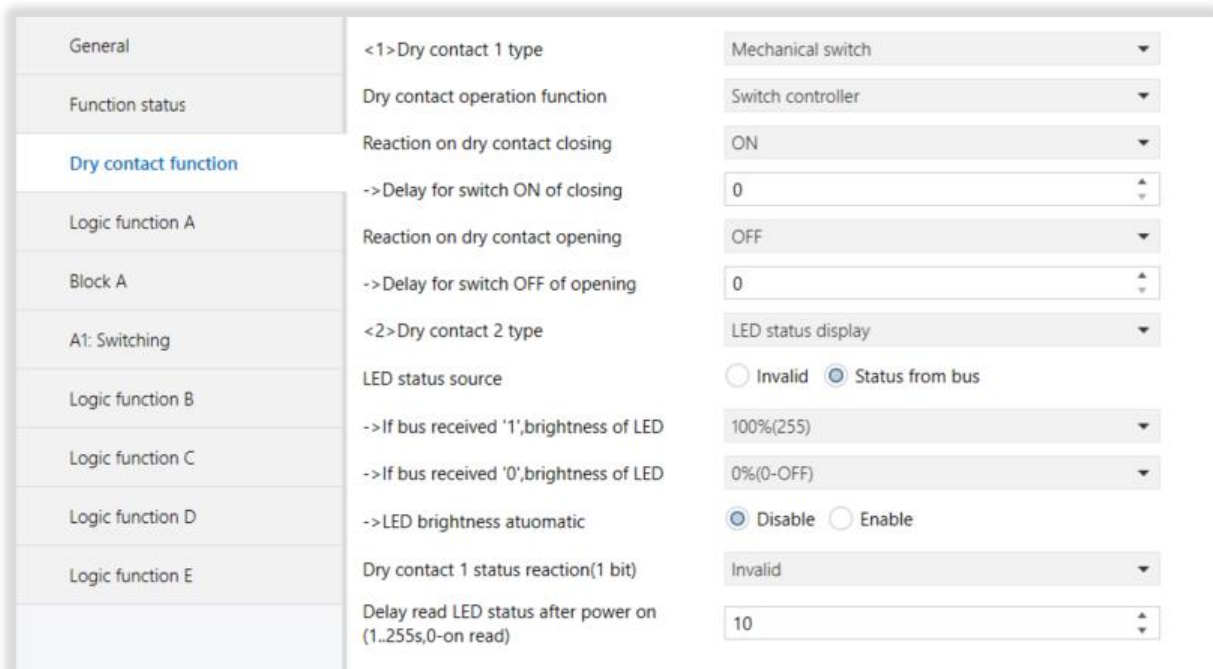 General
Function status
Dry contact function
Logic function A
Block A
A1: Switching
Logic function B
Logic function C
Logic function D
Logic function E
<1>Dry contact 1 type Mechanical switch
Dry contact operation function Switch controller
Reaction on dry contact closing ON
->Delay for switch ON of closing 0
Reaction on dry contact opening OFF
->Delay for switch OFF of opening 0
<2>Dry contact 2 type LED status display
LED status source Invalid Status from bus
->If bus received '1',brightness of LED 100%(255)
->If bus received '0',brightness of LED 0%(0-OFF)
->LED brightness atuomatic Disable Enable
Dry contact 1 status reaction(1 bit) Invalid
Delay read LED status after power on
(1..255s,0-on read) 10